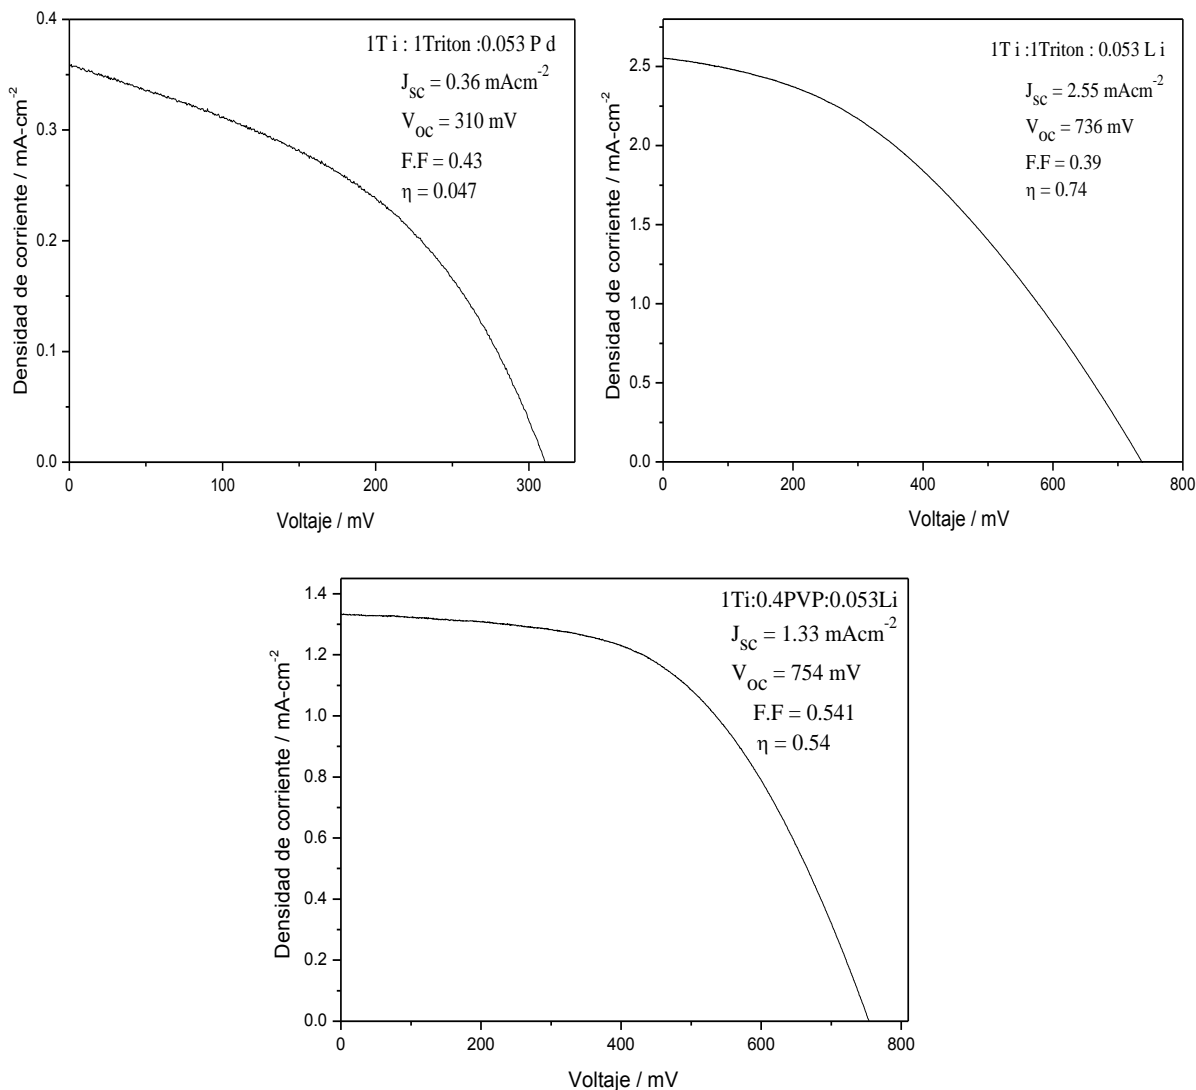 0.4
0.3
0.2
0.1
0.0
0
100
200
300
Densidad de corriente / mA-cm-2
Voltaje / mV
1T i : 1Triton :0.053 P d
Jsc = 0.36 mAcm-2
Voc = 310 mV
F.F = 0.43
η = 0.047
2.5
2.0
1.5
1.0
0.5
0.0
0
200
400
600
800
Densidad de corriente / mA-cm-2
Voltaje / mV
1T i :1Triton : 0.053 L i
Jsc = 2.55 mAcm-2
Voc = 736 mV
F.F = 0.39
η = 0.74
1.4
1.2
1.0
0.8
0.6
0.4
0.2
0.0
0
200
400
600
800
Densidad de corriente / mA-cm-2
Voltaje / mV
1Ti:0.4PVP:0.053Li
Jsc = 1.33 mAcm-2
Voc = 754 mV
F.F = 0.541
η = 0.54